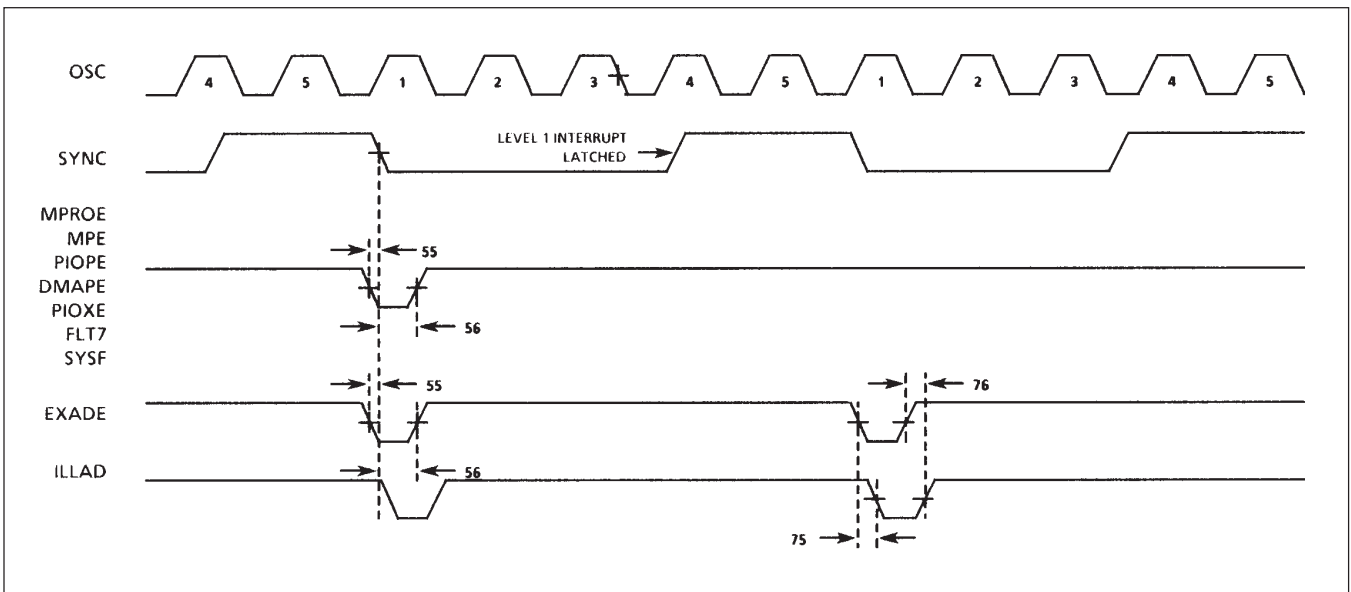 OSC
4 5 1 2 3 4 5 1 2 3 4 5
SYNC
LEVEL 1 INTERRUPT
LATCHED
MPROE
MPE
PIOPE
DMAPE
PIOXE
FLT7
SYSF
55
56
EXADE
55
76
ILLAD
56
75